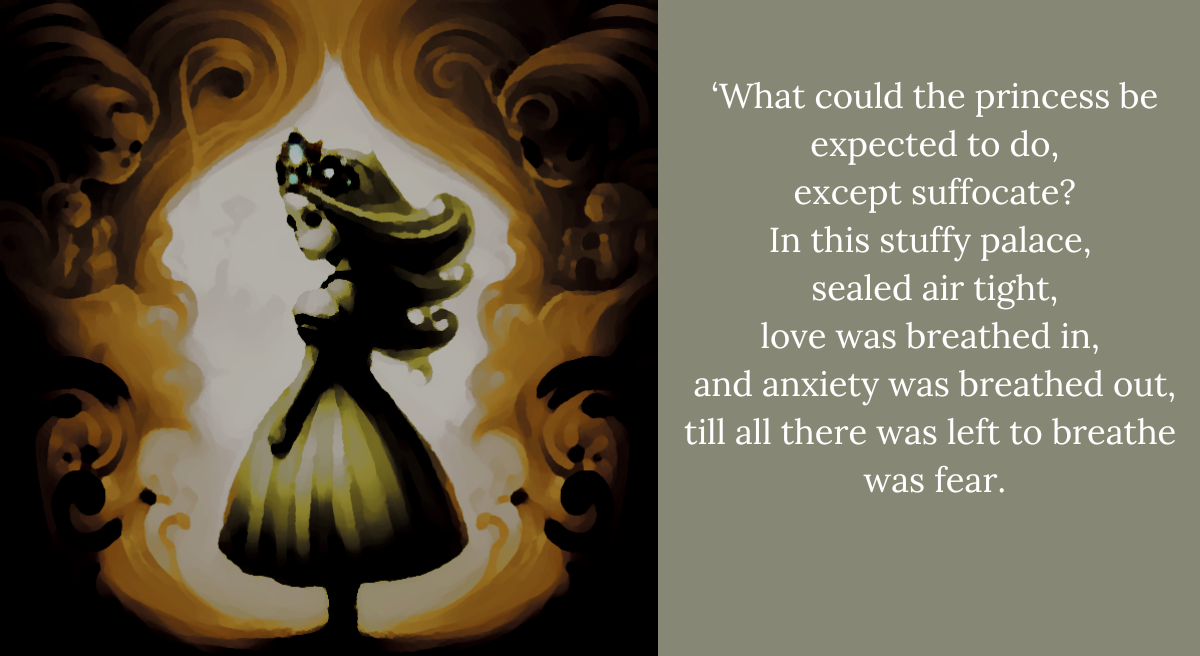 ‘What could the princess be
expected to do,
except suffocate?
In this stuffy palace,
sealed air tight,
love was breathed in,
and anxiety was breathed out,
till all there was left to breathe
was fear.